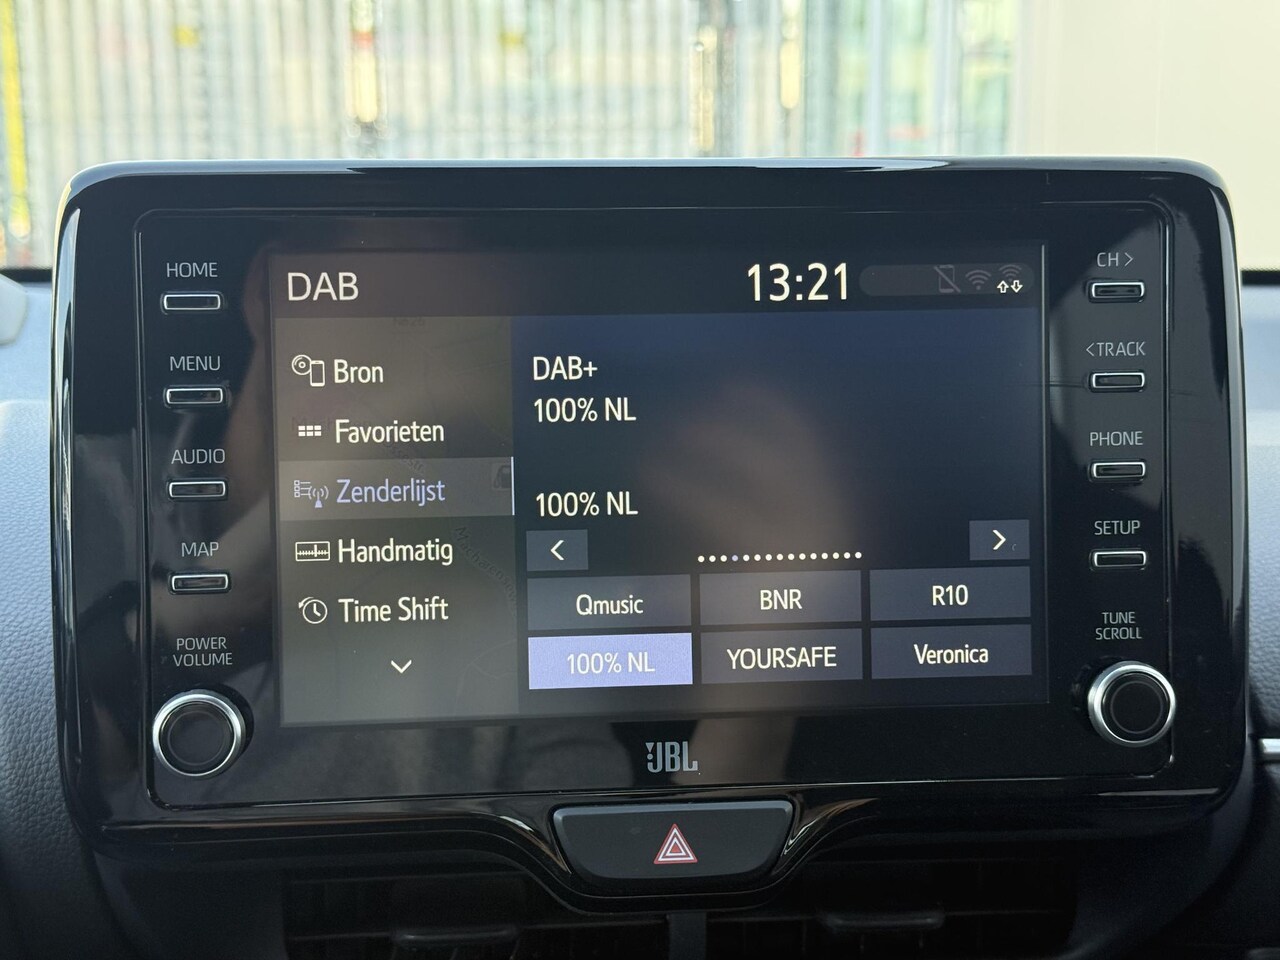 HOME
MENU
AUDIO
MAP
POWER
VOLUME
DAB
13:21
Bron
Favorieten
Zenderlijst
Handmatig
Time Shift
DAB+
100% NL
100% NL
Qmusic
BNR
R10
100% NL
YOURSAFE
Veronica
CH >
<TRACK
PHONE
SETUP
TUNE
SCROLL
JBL